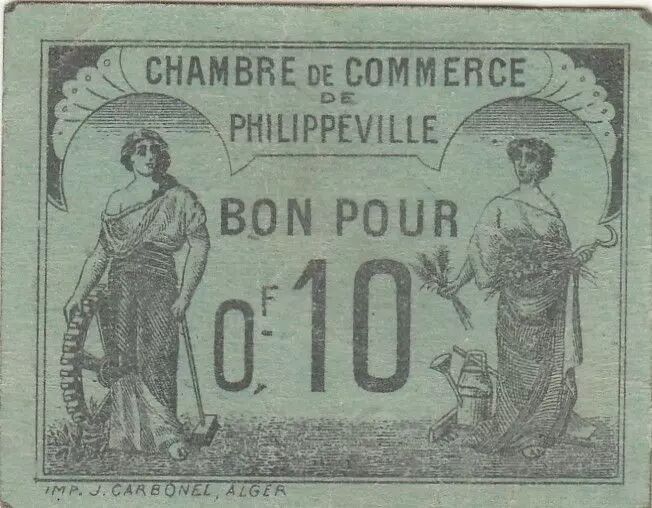 CHAMBRE DE COMMERCE
DE
PHILIPPEVILLE
BON POUR
0F,10
IMP. J. CARBONEL, ALGER